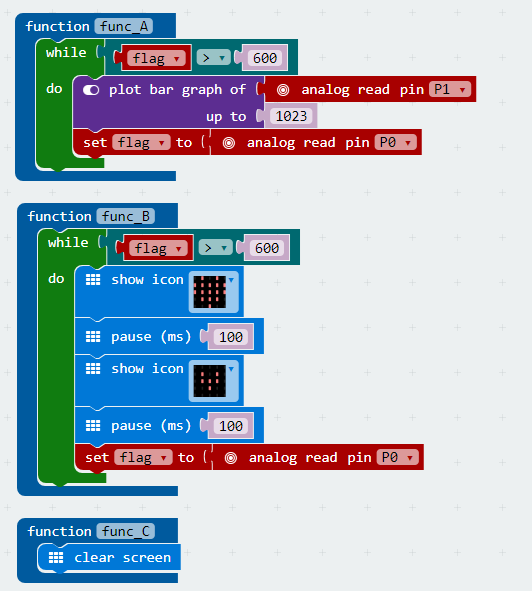 function func_A
while flag > 600
do plot bar graph of analog read pin P1
up to 1023
set flag to analog read pin P0
function func_B
while flag > 600
do show icon
pause (ms) 100
show icon
pause (ms) 100
set flag to analog read pin P0
function func_C
clear screen